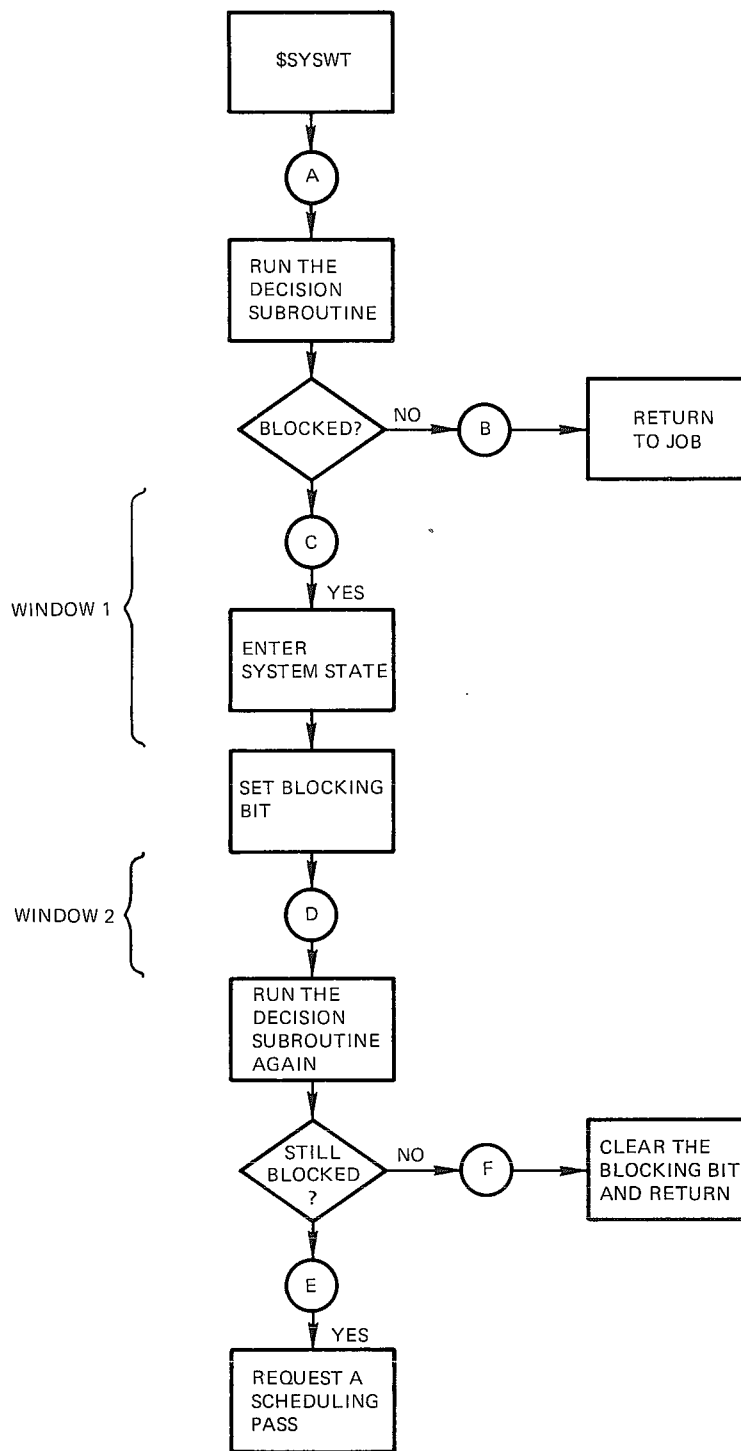 $SYSWT
A
RUN THE
DECISION
SUBROUTINE
BLOCKED?
NO
B
RETURN
TO JOB
C
YES
WINDOW 1
ENTER
SYSTEM STATE
SET BLOCKING
BIT
WINDOW 2
D
RUN THE
DECISION
SUBROUTINE
AGAIN
STILL
BLOCKED
?
NO
F
CLEAR THE
BLOCKING BIT
AND RETURN
E
YES
REQUEST A
SCHEDULING
PASS